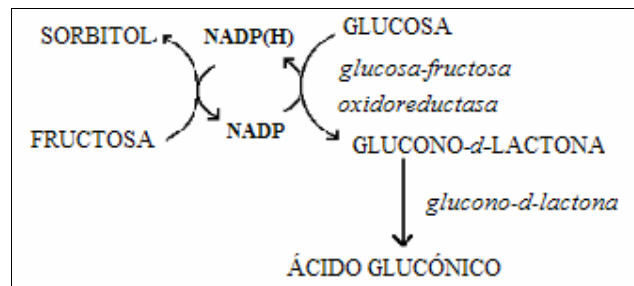 SORBITOL
NADP(H)
GLUCOSA
glucosa-fructosa
oxidoreductasa
FRUCTOSA
NADP
GLUCONO-d-LACTONA
glucono-d-lactona
ÁCIDO GLUCÓNICO